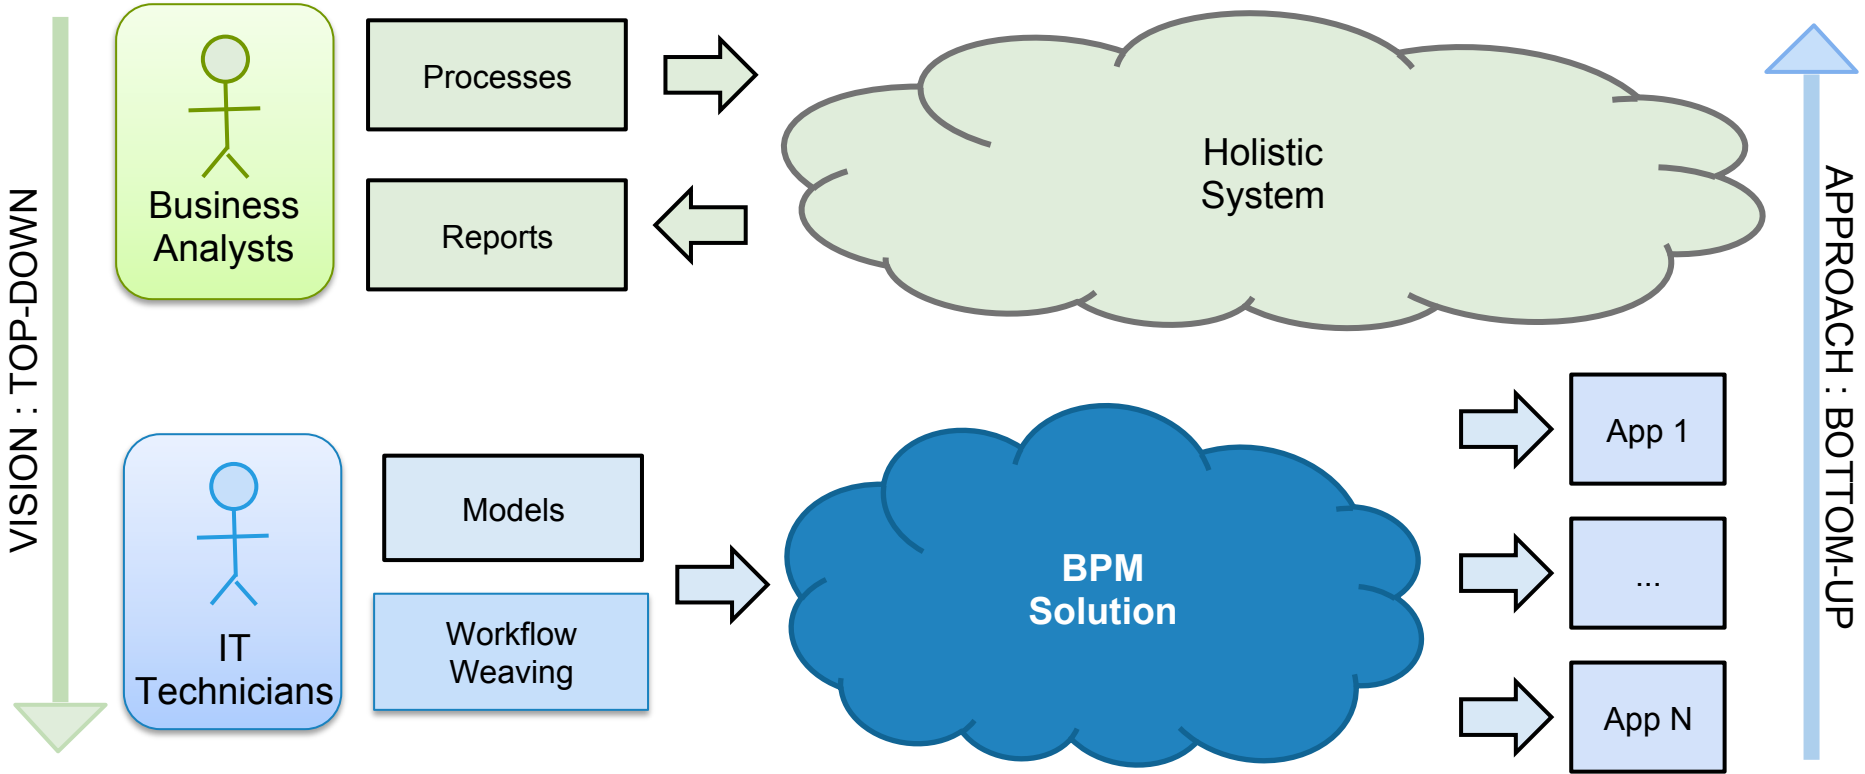 VISION : TOP-DOWN
Business
Analysts
Processes
Reports
Holistic
System
APPROACH : BOTTOM-UP
IT
Technicians
Models
Workflow
Weaving
BPM
Solution
App 1
...
App N